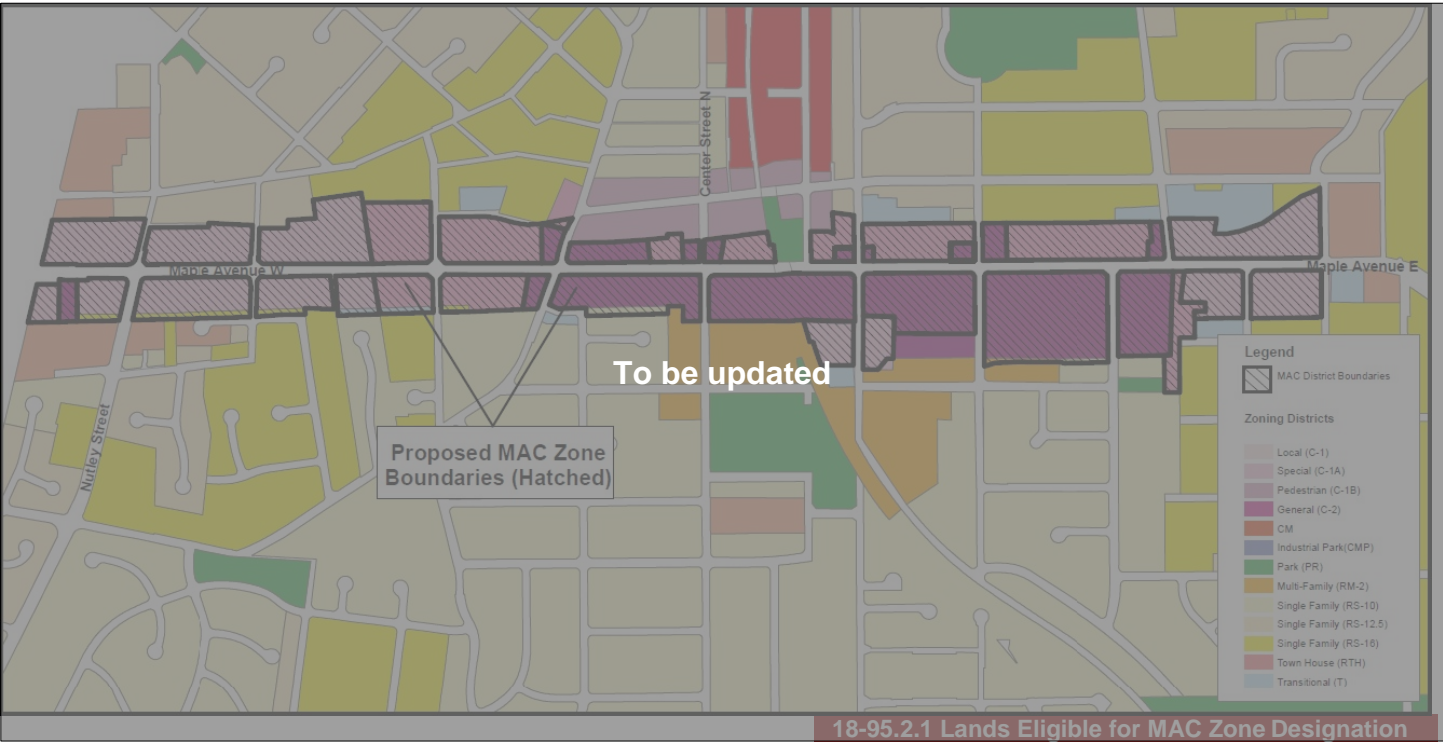 Center Street N
Maple Avenue W
Maple Avenue E
To be updated
Nutley Street
Proposed MAC Zone
Boundaries (Hatched)
Legend
MAC District Boundaries
Zoning Districts
Local (C-1)
Special (C-1A)
Pedestrian (C-1B)
General (C-2)
CM
Industrial Park(CMP)
Park (PR)
Multi-Family (RM-2)
Single Family (RS-10)
Single Family (RS-12.5)
Single Family (RS-16)
Town House (RTH)
Transitional (T)
18-95.2.1 Lands Eligible for MAC Zone Designation